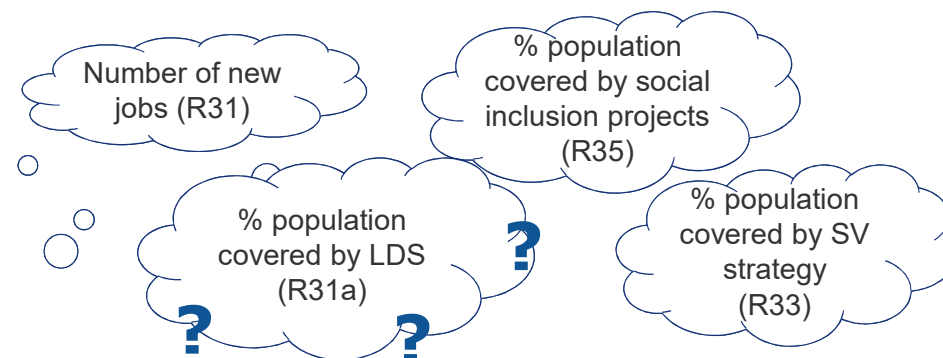 Number of new
jobs (R31)
% population
covered by social
inclusion projects
(R35)
% population
covered by LDS
(R31a)
% population
covered by SV
strategy
(R33)
?
?
?